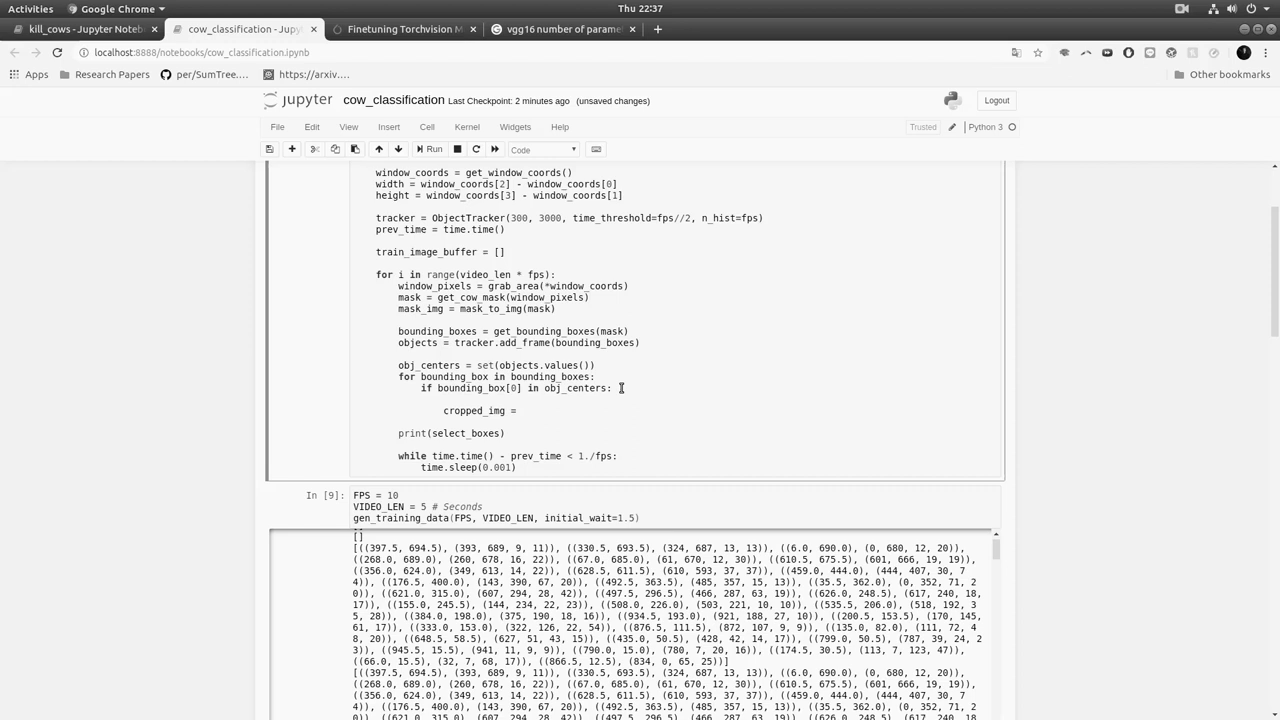 Activities
Google Chrome
Thu 22:37
kill_cows - Jupyter Notebo
cow_classification - Jupyt
Finetuning Torchvision M
vgg16 number of parame
localhost:8888/notebooks/cow_classification.ipynb
Apps
Research Papers
per/SumTree....
https://arxiv....
Other bookmarks
jupyter
cow_classification Last Checkpoint: 2 minutes ago (unsaved changes)
Logout
File Edit View Insert Cell Kernel Widgets Help
Trusted
Python 3
Run
Code
window_coords = get_window_coords()
width = window_coords[2] - window_coords[0]
height = window_coords[3] - window_coords[1]
tracker = ObjectTracker(300, 3000, time_threshold=fps//2, n_hist=fps)
prev_time = time.time()
train_image_buffer = []
for i in range(video_len * fps):
window_pixels = grab_area(*window_coords)
mask = get_cow_mask(window_pixels)
mask_img = mask_to_img(mask)
bounding_boxes = get_bounding_boxes(mask)
objects = tracker.add_frame(bounding_boxes)
obj_centers = set(objects.values())
for bounding_box in bounding_boxes:
if bounding_box[0] in obj_centers:
cropped_img =
print(select_boxes)
while time.time() - prev_time < 1./fps:
time.sleep(0.001)
In [9]:
FPS = 10
VIDEO_LEN = 5 # Seconds
gen_training_data(FPS, VIDEO_LEN, initial_wait=1.5)
[]
[((397.5, 694.5), (393, 689, 9, 11)), ((330.5, 693.5), (324, 687, 13, 13)), ((6.0, 690.0), (0, 680, 12, 20)),
((268.0, 689.0), (260, 678, 16, 22)), ((67.0, 685.0), (61, 670, 12, 30)), ((610.5, 675.5), (601, 666, 19, 19)),
((356.0, 624.0), (349, 613, 14, 22)), ((628.5, 611.5), (610, 593, 37, 37)), ((459.0, 444.0), (444, 407, 30, 7
4)), ((176.5, 400.0), (143, 390, 67, 20)), ((492.5, 363.5), (485, 357, 15, 13)), ((35.5, 362.0), (0, 352, 71, 2
0)), ((621.0, 315.0), (607, 294, 28, 42)), ((497.5, 296.5), (466, 287, 63, 19)), ((626.0, 248.5), (617, 240, 18,
17)), ((155.0, 245.5), (144, 234, 22, 23)), ((508.0, 226.0), (503, 221, 10, 10)), ((535.5, 206.0), (518, 192, 3
5, 28)), ((384.0, 198.0), (375, 190, 18, 16)), ((934.5, 193.0), (921, 188, 27, 10)), ((200.5, 153.5), (170, 145,
61, 17)), ((333.0, 153.0), (322, 126, 22, 54)), ((876.5, 111.5), (872, 107, 9, 9)), ((135.0, 82.0), (111, 72, 4
8, 20)), ((648.5, 58.5), (627, 51, 43, 15)), ((435.0, 50.5), (428, 42, 14, 17)), ((799.0, 50.5), (787, 39, 24, 2
3)), ((945.5, 15.5), (941, 11, 9, 9)), ((790.0, 15.0), (780, 7, 20, 16)), ((174.5, 30.5), (113, 7, 123, 47)),
((66.0, 15.5), (32, 7, 68, 17)), ((866.5, 12.5), (834, 0, 65, 25))]
[((397.5, 694.5), (393, 689, 9, 11)), ((330.5, 693.5), (324, 687, 13, 13)), ((6.0, 690.0), (0, 680, 12, 20)),
((268.0, 689.0), (260, 678, 16, 22)), ((67.0, 685.0), (61, 670, 12, 30)), ((610.5, 675.5), (601, 666, 19, 19)),
((356.0, 624.0), (349, 613, 14, 22)), ((628.5, 611.5), (610, 593, 37, 37)), ((459.0, 444.0), (444, 407, 30, 7
4)), ((176.5, 400.0), (143, 390, 67, 20)), ((492.5, 363.5), (485, 357, 15, 13)), ((35.5, 362.0), (0, 352, 71, 2